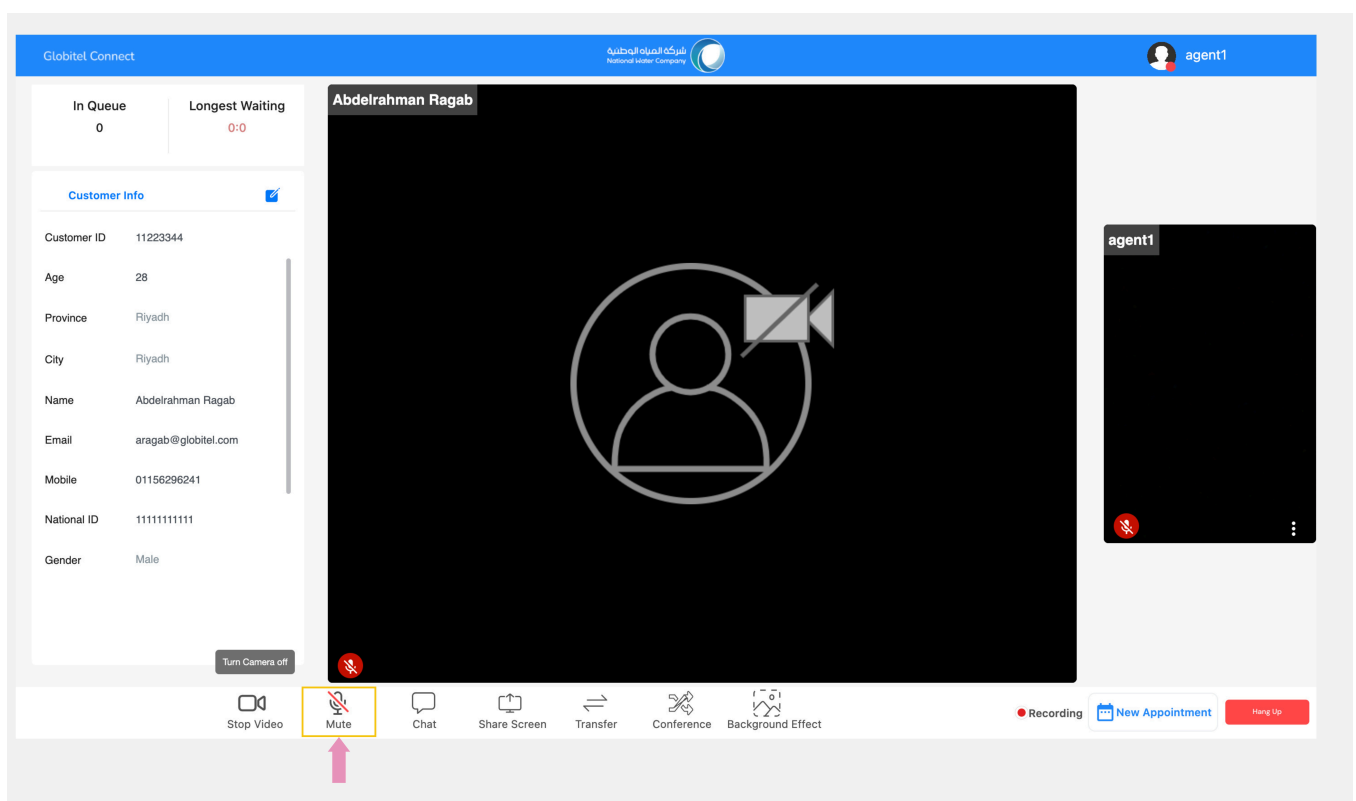 Globitel Connect
شركة المياه الوطنية
National Water Company
agent1
In Queue
0
Longest Waiting
0:0
Customer Info
Customer ID 11223344
Age 28
Province Riyadh
City Riyadh
Name Abdelrahman Ragab
Email aragab@globitel.com
Mobile 01156296241
National ID 11111111111
Gender Male
Turn Camera off
Abdelrahman Ragab
agent1
Stop Video
Mute
Chat
Share Screen
Transfer
Conference
Background Effect
Recording
New Appointment
Hang Up